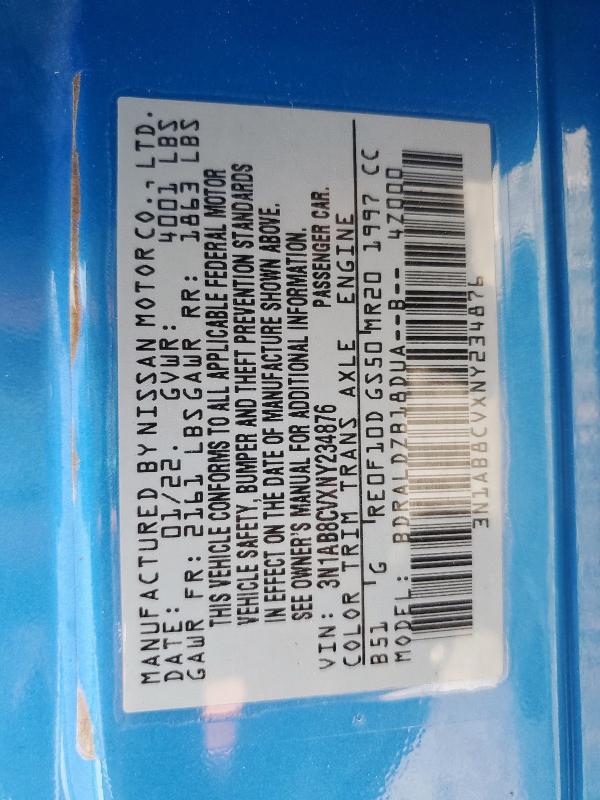 MANUFACTURED BY NISSAN MOTOR CO., LTD.
DATE: 01/22. GVWR: 4001 LBS
GAWR FR: 2161 LBS GAWR RR: 1863 LBS
THIS VEHICLE CONFORMS TO ALL APPLICABLE FEDERAL MOTOR
VEHICLE SAFETY, BUMPER AND THEFT PREVENTION STANDARDS
IN EFFECT ON THE DATE OF MANUFACTURE SHOWN ABOVE.
SEE OWNER'S MANUAL FOR ADDITIONAL INFORMATION.
VIN: 3N1AB8CVXNY234876 PASSENGER CAR.
COLOR TRIM TRANS AXLE ENGINE
B51 'G 'RE0F10D GS50 MR20 1997 CC
MODEL: BDRALDZB18DUA--B-- 4Z000
3N1AB8CVXNY234876